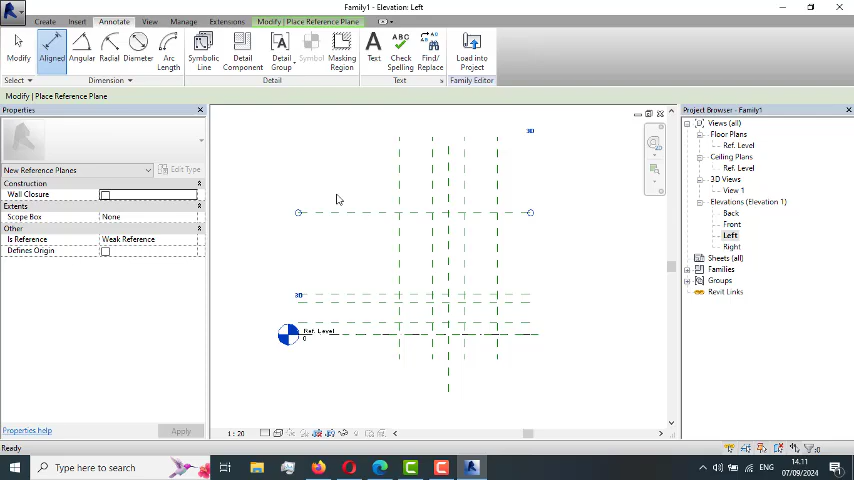 Family1 - Elevation: Left
Create
Insert
Annotate
View
Manage
Extensions
Modify | Place Reference Plane
Modify
Aligned
Angular
Radial
Diameter
Arc
Length
Symbolic
Line
Detail
Component
Detail
Group
Symbol
Masking
Region
Text
Check
Spelling
Find/
Replace
Load into
Project
Select
Dimension
Detail
Text
Family Editor
Modify | Place Reference Plane
Properties
New Reference Planes
Edit Type
Construction
Wall Closure
Extents
Scope Box
None
Other
Is Reference
Weak Reference
Defines Origin
Properties help
Apply
3D
3D
Ref. Level
0
1 : 20
Project Browser - Family1
Views (all)
Floor Plans
Ref. Level
Ceiling Plans
Ref. Level
3D Views
View 1
Elevations (Elevation 1)
Back
Front
Left
Right
Sheets (all)
Families
Groups
Revit Links
Ready
:0
Type here to search
ENG
14.11
07/09/2024